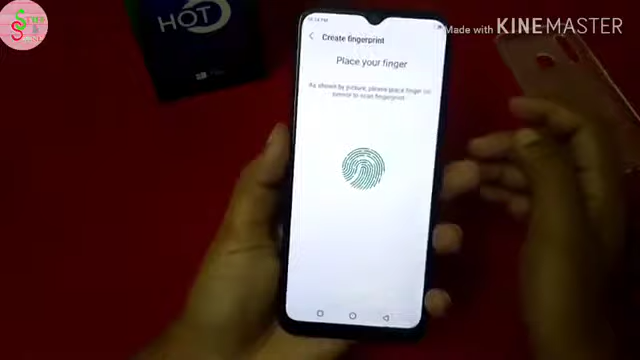 Made with KINEMASTER
HOT
Create fingerprint
Place your finger
As shown by picture, please place finger on
sensor to scan fingerprint.